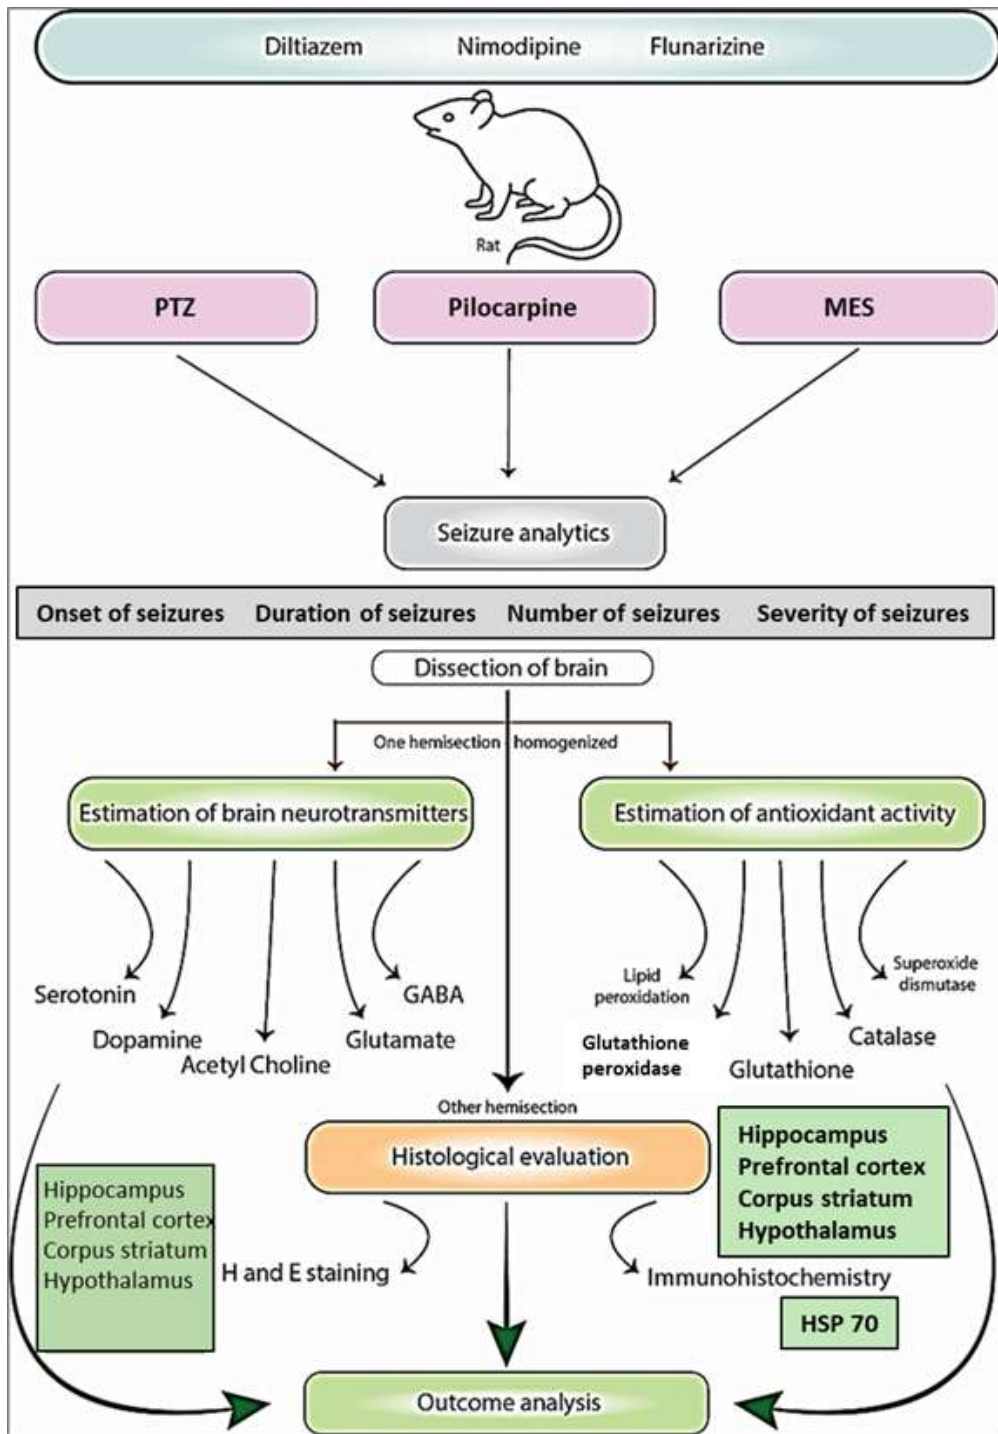 Diltiazem Nimodipine Flunarizine
Rat
PTZ Pilocarpine MES
Seizure analytics
Onset of seizures Duration of seizures Number of seizures Severity of seizures
Dissection of brain
One hemisection homogenized
Estimation of brain neurotransmitters
Estimation of antioxidant activity
Serotonin
Dopamine
Acetyl Choline
Glutamate
GABA
Lipid
peroxidation
Glutathione
peroxidase
Glutathione
Catalase
Superoxide
dismutase
Other hemisection
Histological evaluation
Hippocampus
Prefrontal cortex
Corpus striatum
Hypothalamus
Hippocampus
Prefrontal cortex
Corpus striatum
Hypothalamus
H and E staining
Immunohistochemistry
HSP 70
Outcome analysis